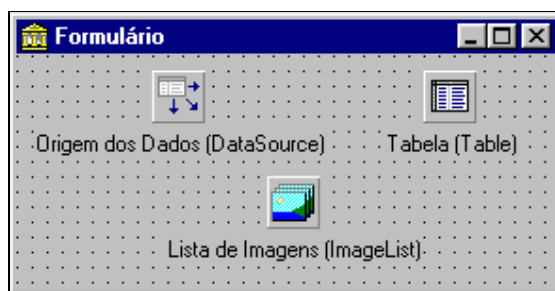 Formulário
Origem dos Dados (DataSource)
Tabela (Table)
Lista de Imagens (ImageList)